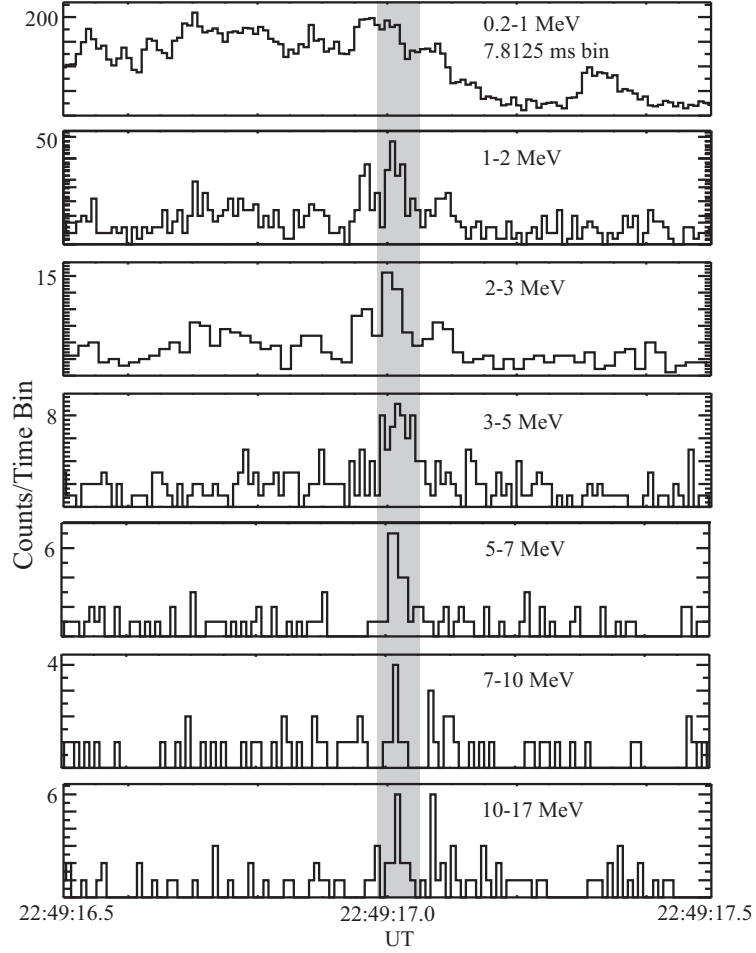 200
0.2-1 MeV
7.8125 ms bin
50
1-2 MeV
15
2-3 MeV
Counts/Time Bin
8
3-5 MeV
6
5-7 MeV
4
7-10 MeV
6
10-17 MeV
22:49:16.5
22:49:17.0
22:49:17.5
UT